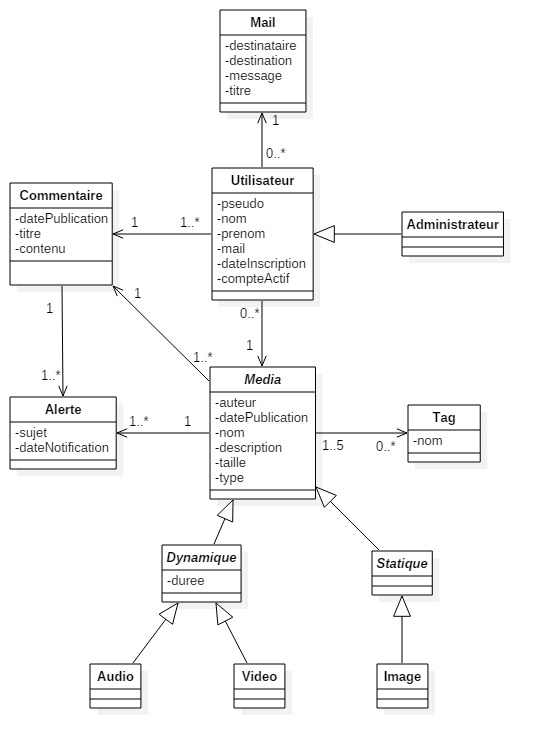 Mail
-destinataire
-destination
-message
-titre
1
0..*
Utilisateur
-pseudo
-nom
-prenom
-mail
-dateInscription
-compteActif
Administrateur
Commentaire
-datePublication
-titre
-contenu
1
1..*
0..*
1
1
1..*
1
1..*
Alerte
-sujet
-dateNotification
1..*
1
Media
-auteur
-datePublication
-nom
-description
-taille
-type
1..5
0..*
Tag
-nom
Dynamique
-duree
Statique
Audio
Video
Image